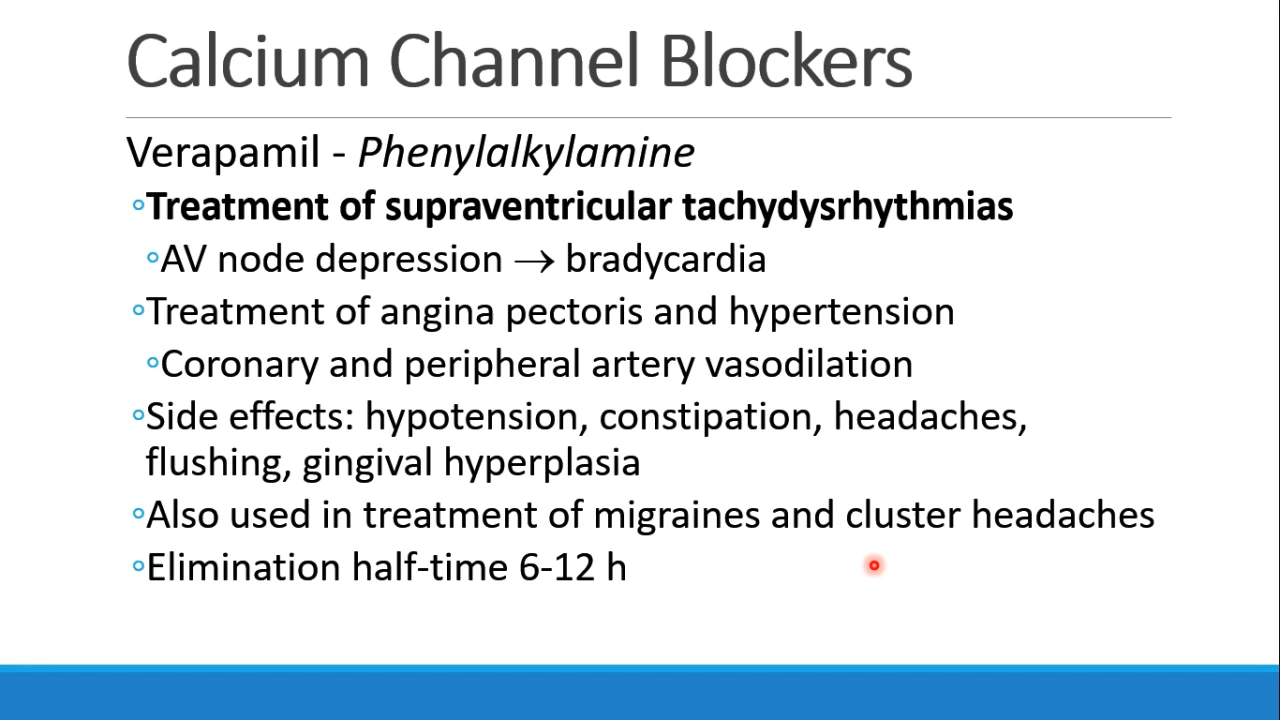 Calcium Channel Blockers
Verapamil - Phenylalkylamine
◦Treatment of supraventricular tachydysrhythmias
◦AV node depression → bradycardia
◦Treatment of angina pectoris and hypertension
◦Coronary and peripheral artery vasodilation
◦Side effects: hypotension, constipation, headaches,
flushing, gingival hyperplasia
◦Also used in treatment of migraines and cluster headaches
◦Elimination half-time 6-12 h